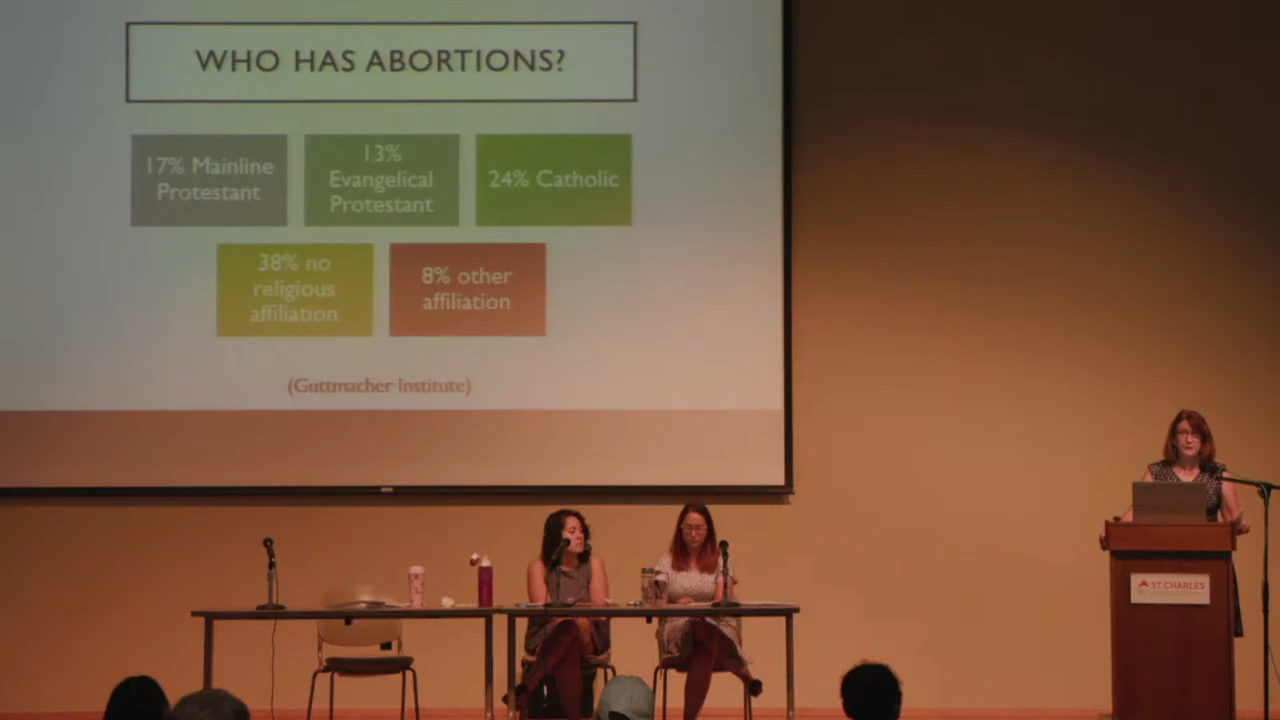 WHO HAS ABORTIONS?
17% Mainline
Protestant
13%
Evangelical
Protestant
24% Catholic
38% no
religious
affiliation
8% other
affiliation
(Guttmacher Institute)
ST. CHARLES